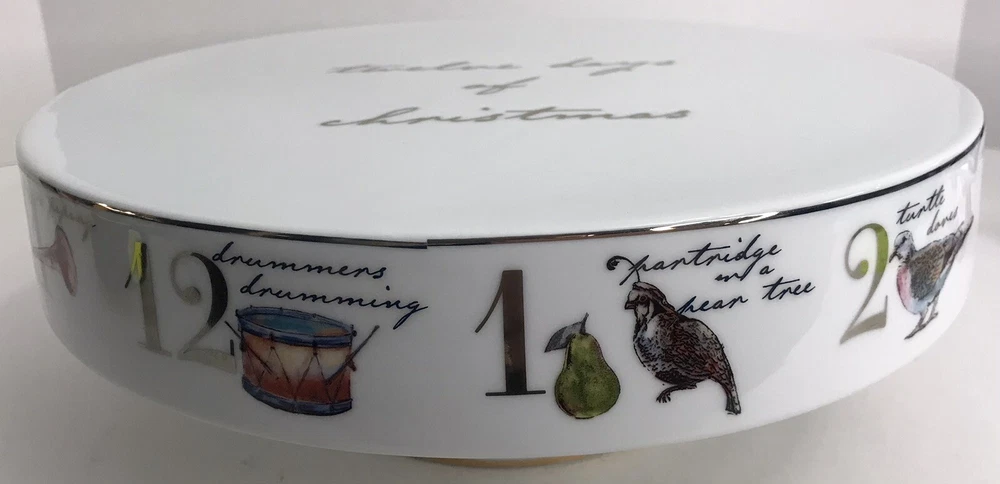 twelve days
of
christmas
12
drummers
drumming
1
partridge
in a
pear tree
2
turtle
doves